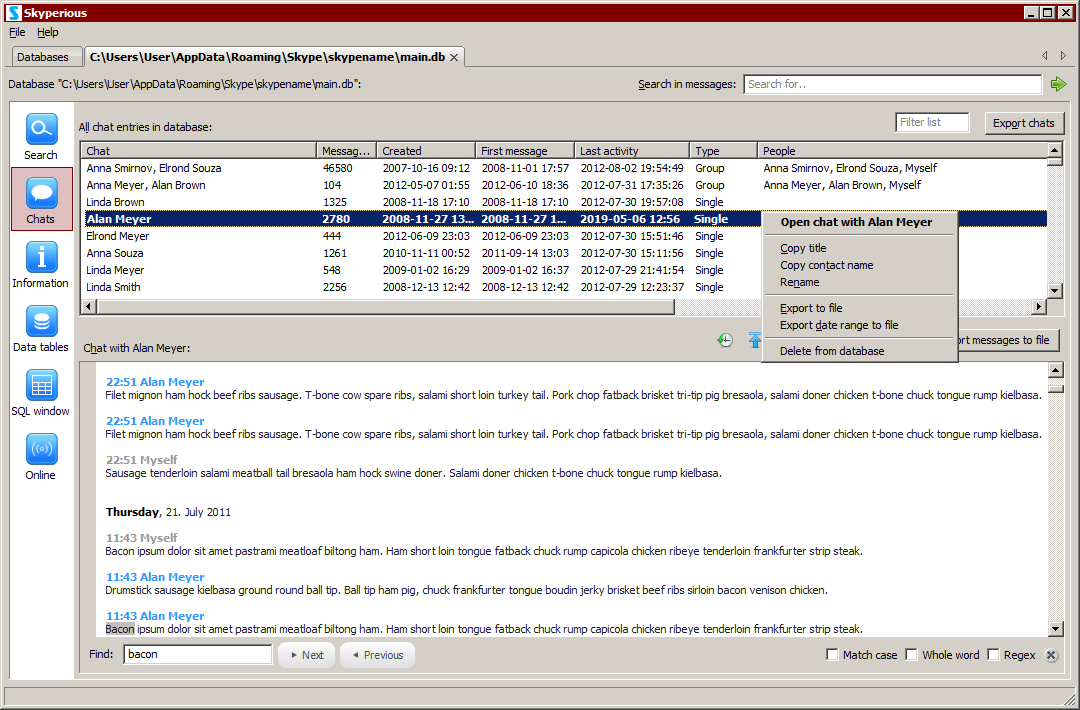 Skyperious
File Help
Databases C:\Users\User\AppData\Roaming\Skype\skypename\main.db
Database "C:\Users\User\AppData\Roaming\Skype\skypename\main.db": Search in messages: Search for..
Search
Chats
Information
Data tables
SQL window
Online
All chat entries in database: Filter list Export chats
Chat Messag... Created First message Last activity Type People
Anna Smirnov, Elrond Souza 46580 2007-10-16 09:12 2008-11-01 17:57 2012-08-02 19:54:49 Group Anna Smirnov, Elrond Souza, Myself
Anna Meyer, Alan Brown 104 2012-05-07 01:55 2012-06-10 18:36 2012-07-31 17:35:26 Group Anna Meyer, Alan Brown, Myself
Linda Brown 1325 2008-11-18 17:10 2008-11-18 17:10 2012-07-30 19:57:08 Single
Alan Meyer 2780 2008-11-27 13... 2008-11-27 1... 2019-05-06 12:56 Single
Elrond Meyer 444 2012-06-09 23:03 2012-06-09 23:03 2012-07-30 15:51:46 Single
Anna Souza 1261 2010-11-11 00:52 2011-09-14 13:03 2012-07-30 15:11:56 Single
Linda Meyer 548 2009-01-02 16:29 2009-01-02 16:37 2012-07-29 21:41:54 Single
Linda Smith 2256 2008-12-13 12:42 2008-12-13 12:42 2012-07-29 12:23:37 Single
Open chat with Alan Meyer
Copy title
Copy contact name
Rename
Export to file
Export date range to file
Delete from database
Chat with Alan Meyer: ort messages to file
22:51 Alan Meyer
Filet mignon ham hock beef ribs sausage. T-bone cow spare ribs, salami short loin turkey tail. Pork chop fatback brisket tri-tip pig bresaola, salami doner chicken t-bone chuck tongue rump kielbasa.
22:51 Alan Meyer
Filet mignon ham hock beef ribs sausage. T-bone cow spare ribs, salami short loin turkey tail. Pork chop fatback brisket tri-tip pig bresaola, salami doner chicken t-bone chuck tongue rump kielbasa.
22:51 Myself
Sausage tenderloin salami meatball tail bresaola ham hock swine doner. Salami doner chicken t-bone chuck tongue rump kielbasa.
Thursday, 21. July 2011
11:43 Myself
Bacon ipsum dolor sit amet pastrami meatloaf biltong ham. Ham short loin tongue fatback chuck rump capicola chicken ribeye tenderloin frankfurter strip steak.
11:43 Alan Meyer
Drumstick sausage kielbasa ground round ball tip. Ball tip ham pig, chuck frankfurter tongue boudin jerky brisket beef ribs sirloin bacon venison chicken.
11:43 Alan Meyer
Bacon ipsum dolor sit amet pastrami meatloaf biltong ham. Ham short loin tongue fatback chuck rump capicola chicken ribeye tenderloin frankfurter strip steak.
Find: bacon Next Previous Match case Whole word Regex